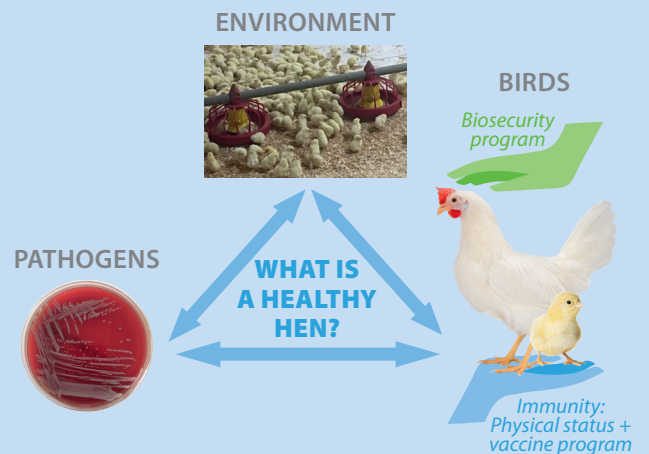 ENVIRONMENT
BIRDS
Biosecurity
program
PATHOGENS
WHAT IS
A HEALTHY
HEN?
Immunity:
Physical status +
vaccine program